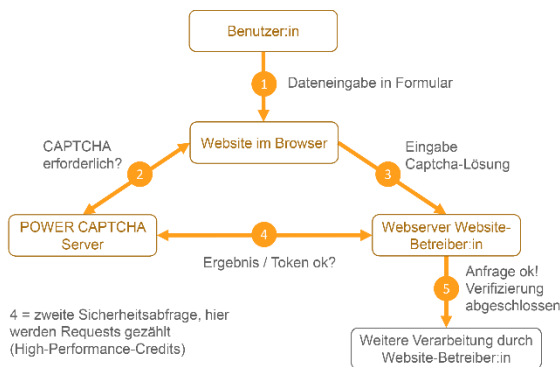 Benutzer:in
1
Dateneingabe in Formular
CAPTCHA
erforderlich?
2
Website im Browser
3
Eingabe
Captcha-Lösung
POWER CAPTCHA
Server
4
Ergebnis / Token ok?
Webserver Website-
Betreiber:in
5
Anfrage ok!
Verifizierung
abgeschlossen
4 = zweite Sicherheitsabfrage, hier
werden Requests gezählt
(High-Performance-Credits)
Weitere Verarbeitung durch
Website-Betreiber:in